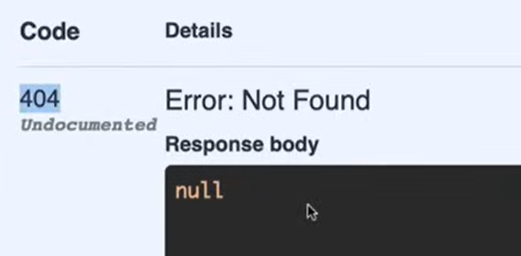 Code Details
404 Error: Not Found
Undocumented
Response body
null